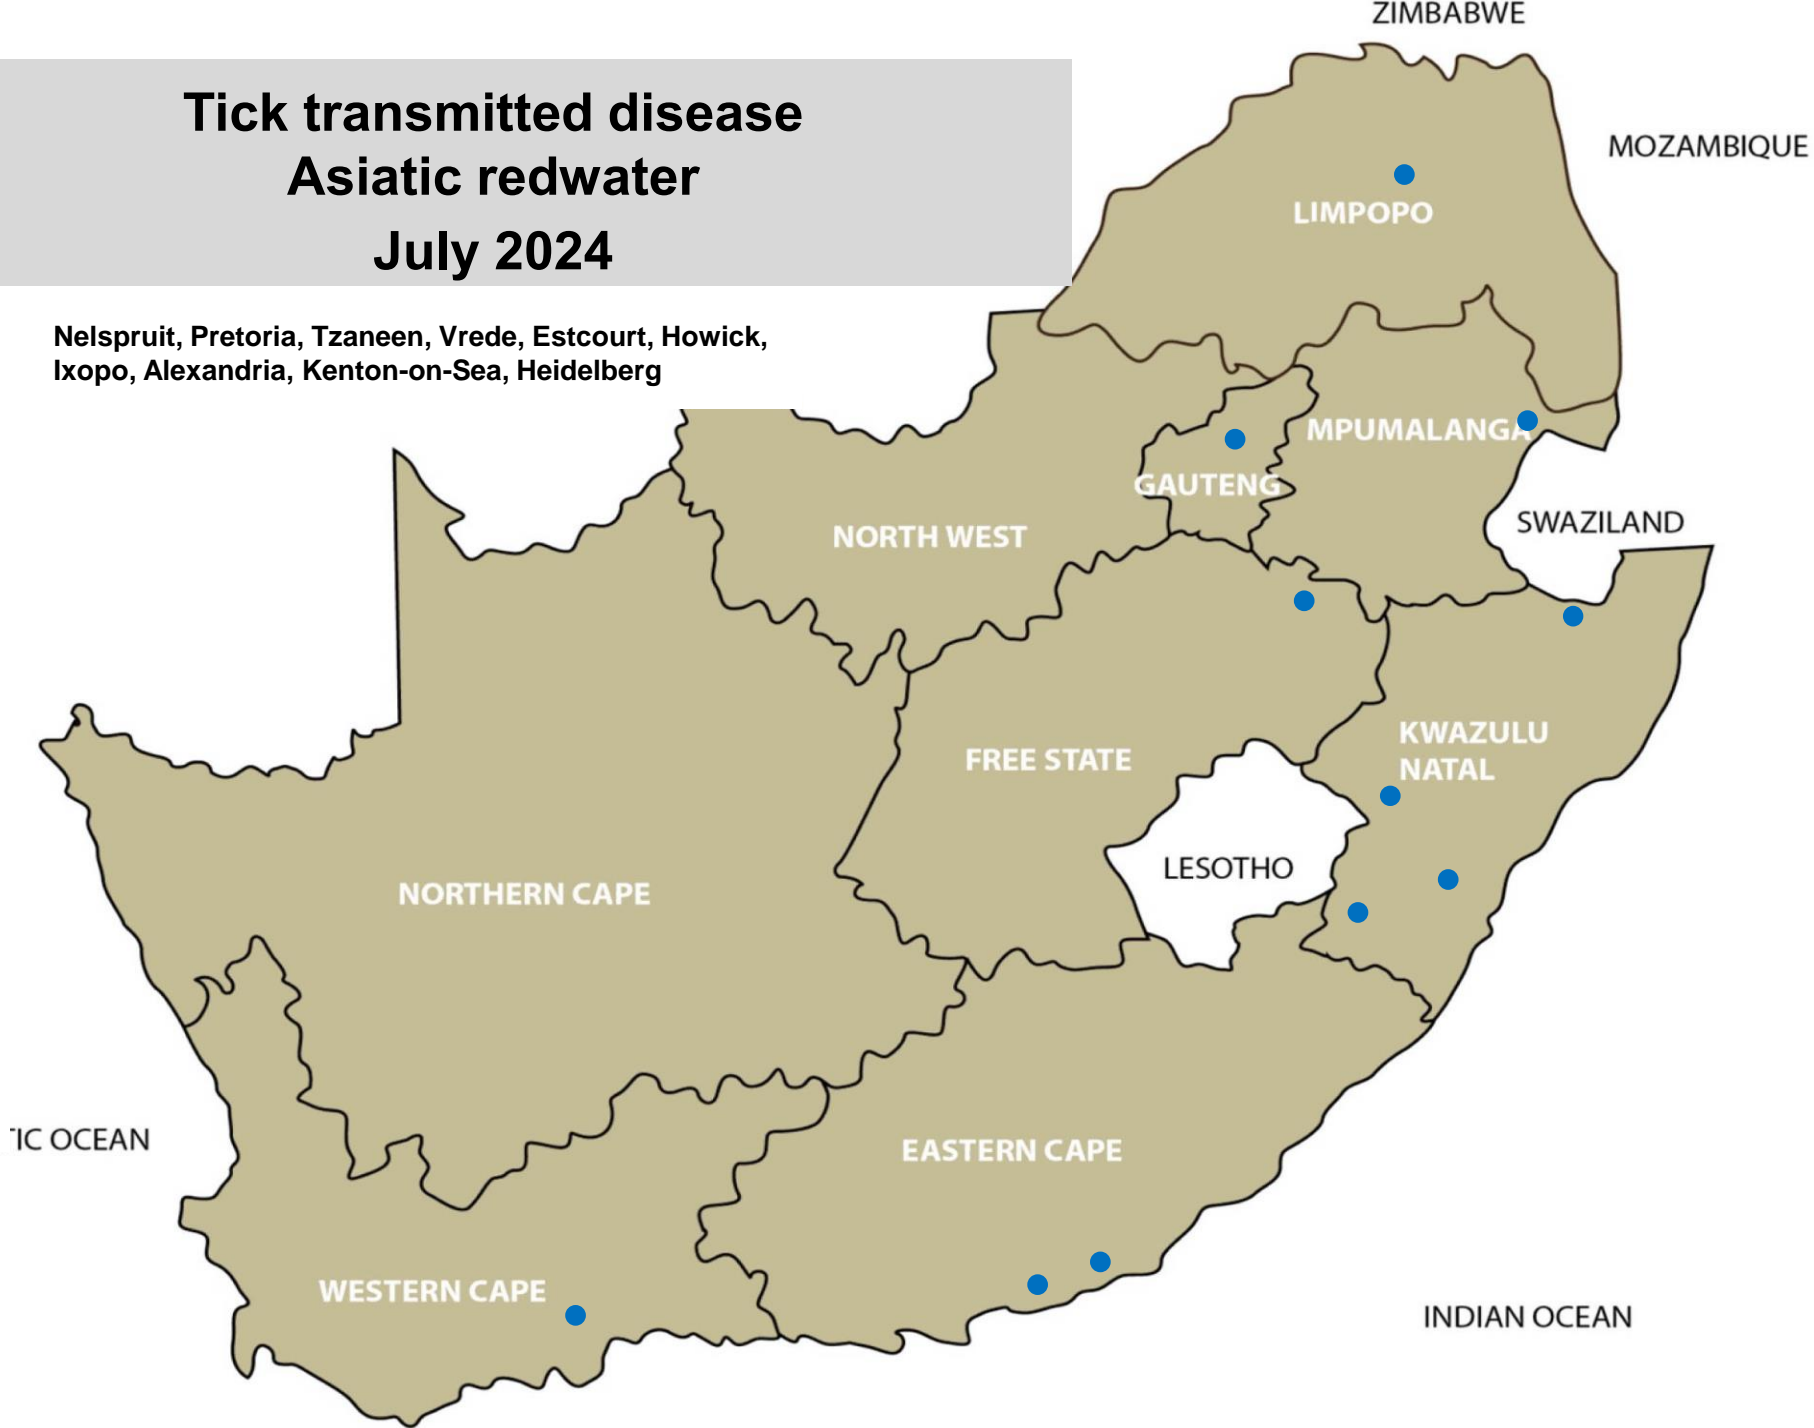 ZIMBABWE
Tick transmitted disease
Asiatic redwater
July 2024
MOZAMBIQUE
LIMPOPO
Nelspruit, Pretoria, Tzaneen, Vrede, Estcourt, Howick,
Ixopo, Alexandria, Kenton-on-Sea, Heidelberg
MPUMALANGA
GAUTENG
SWAZILAND
NORTH WEST
KWAZULU
NATAL
FREE STATE
LESOTHO
NORTHERN CAPE
TIC OCEAN
EASTERN CAPE
WESTERN CAPE
INDIAN OCEAN